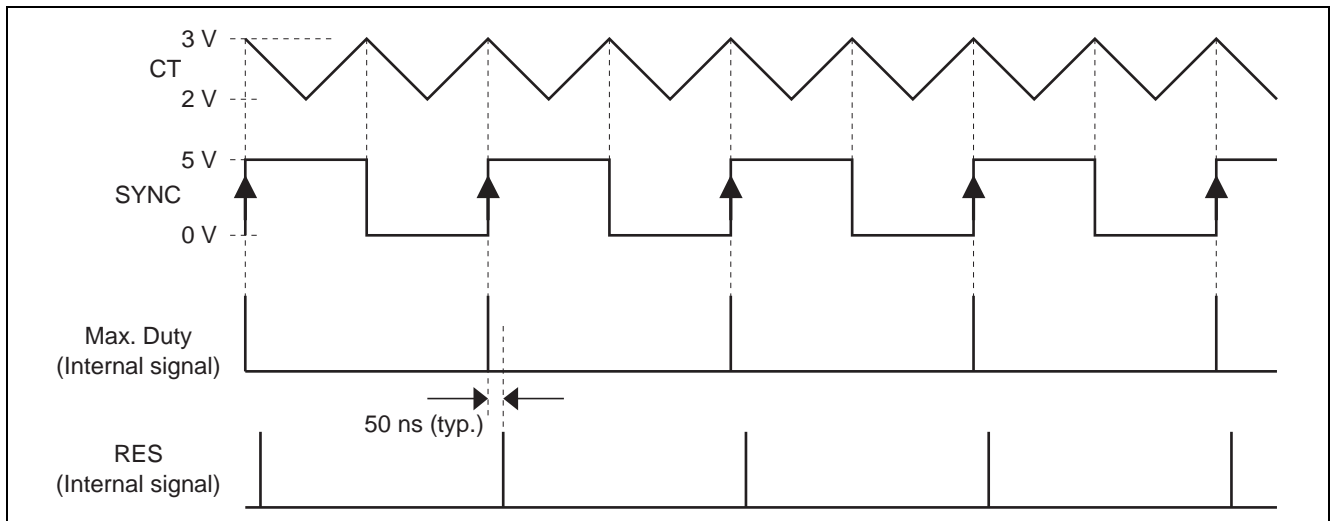 3 V
CT
2 V
5 V
SYNC
0 V
Max. Duty
(Internal signal)
50 ns (typ.)
RES
(Internal signal)